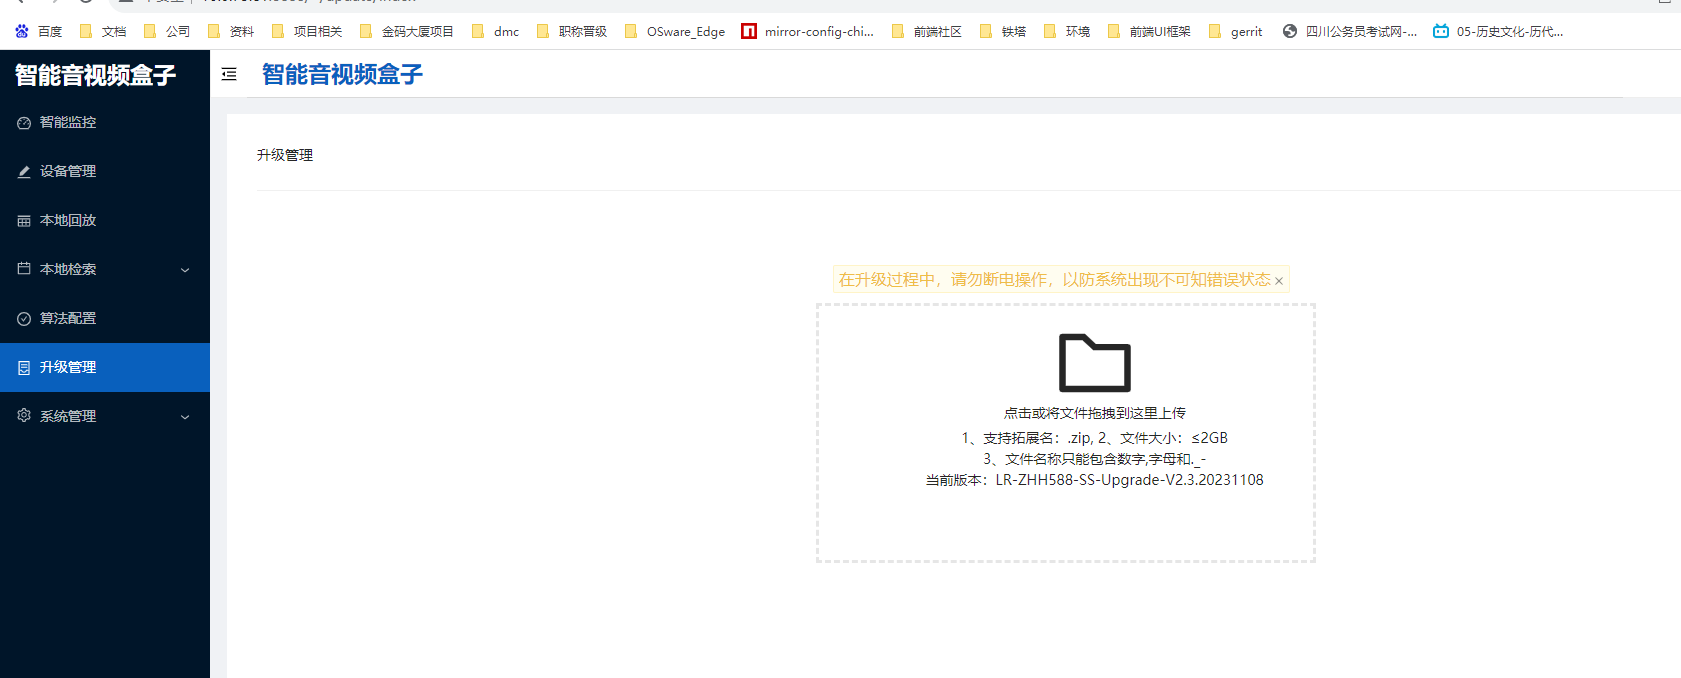 百度 文档 公司 资料 项目相关 金码大厦项目 dmc 职称晋级 OSware_Edge mirror-config-chi... 前端社区 铁塔 环境 前端UI框架 gerrit 四川公务员考试网-... 05-历史文化-历代...
智能音视频盒子
智能音视频盒子
智能监控
设备管理
本地回放
本地检索
算法配置
升级管理
系统管理
升级管理
在升级过程中，请勿断电操作，以防系统出现不可知错误状态 ×
点击或将文件拖拽到这里上传
1、支持拓展名：.zip, 2、文件大小：≤2GB
3、文件名称只能包含数字,字母和._-
当前版本：LR-ZHH588-SS-Upgrade-V2.3.20231108